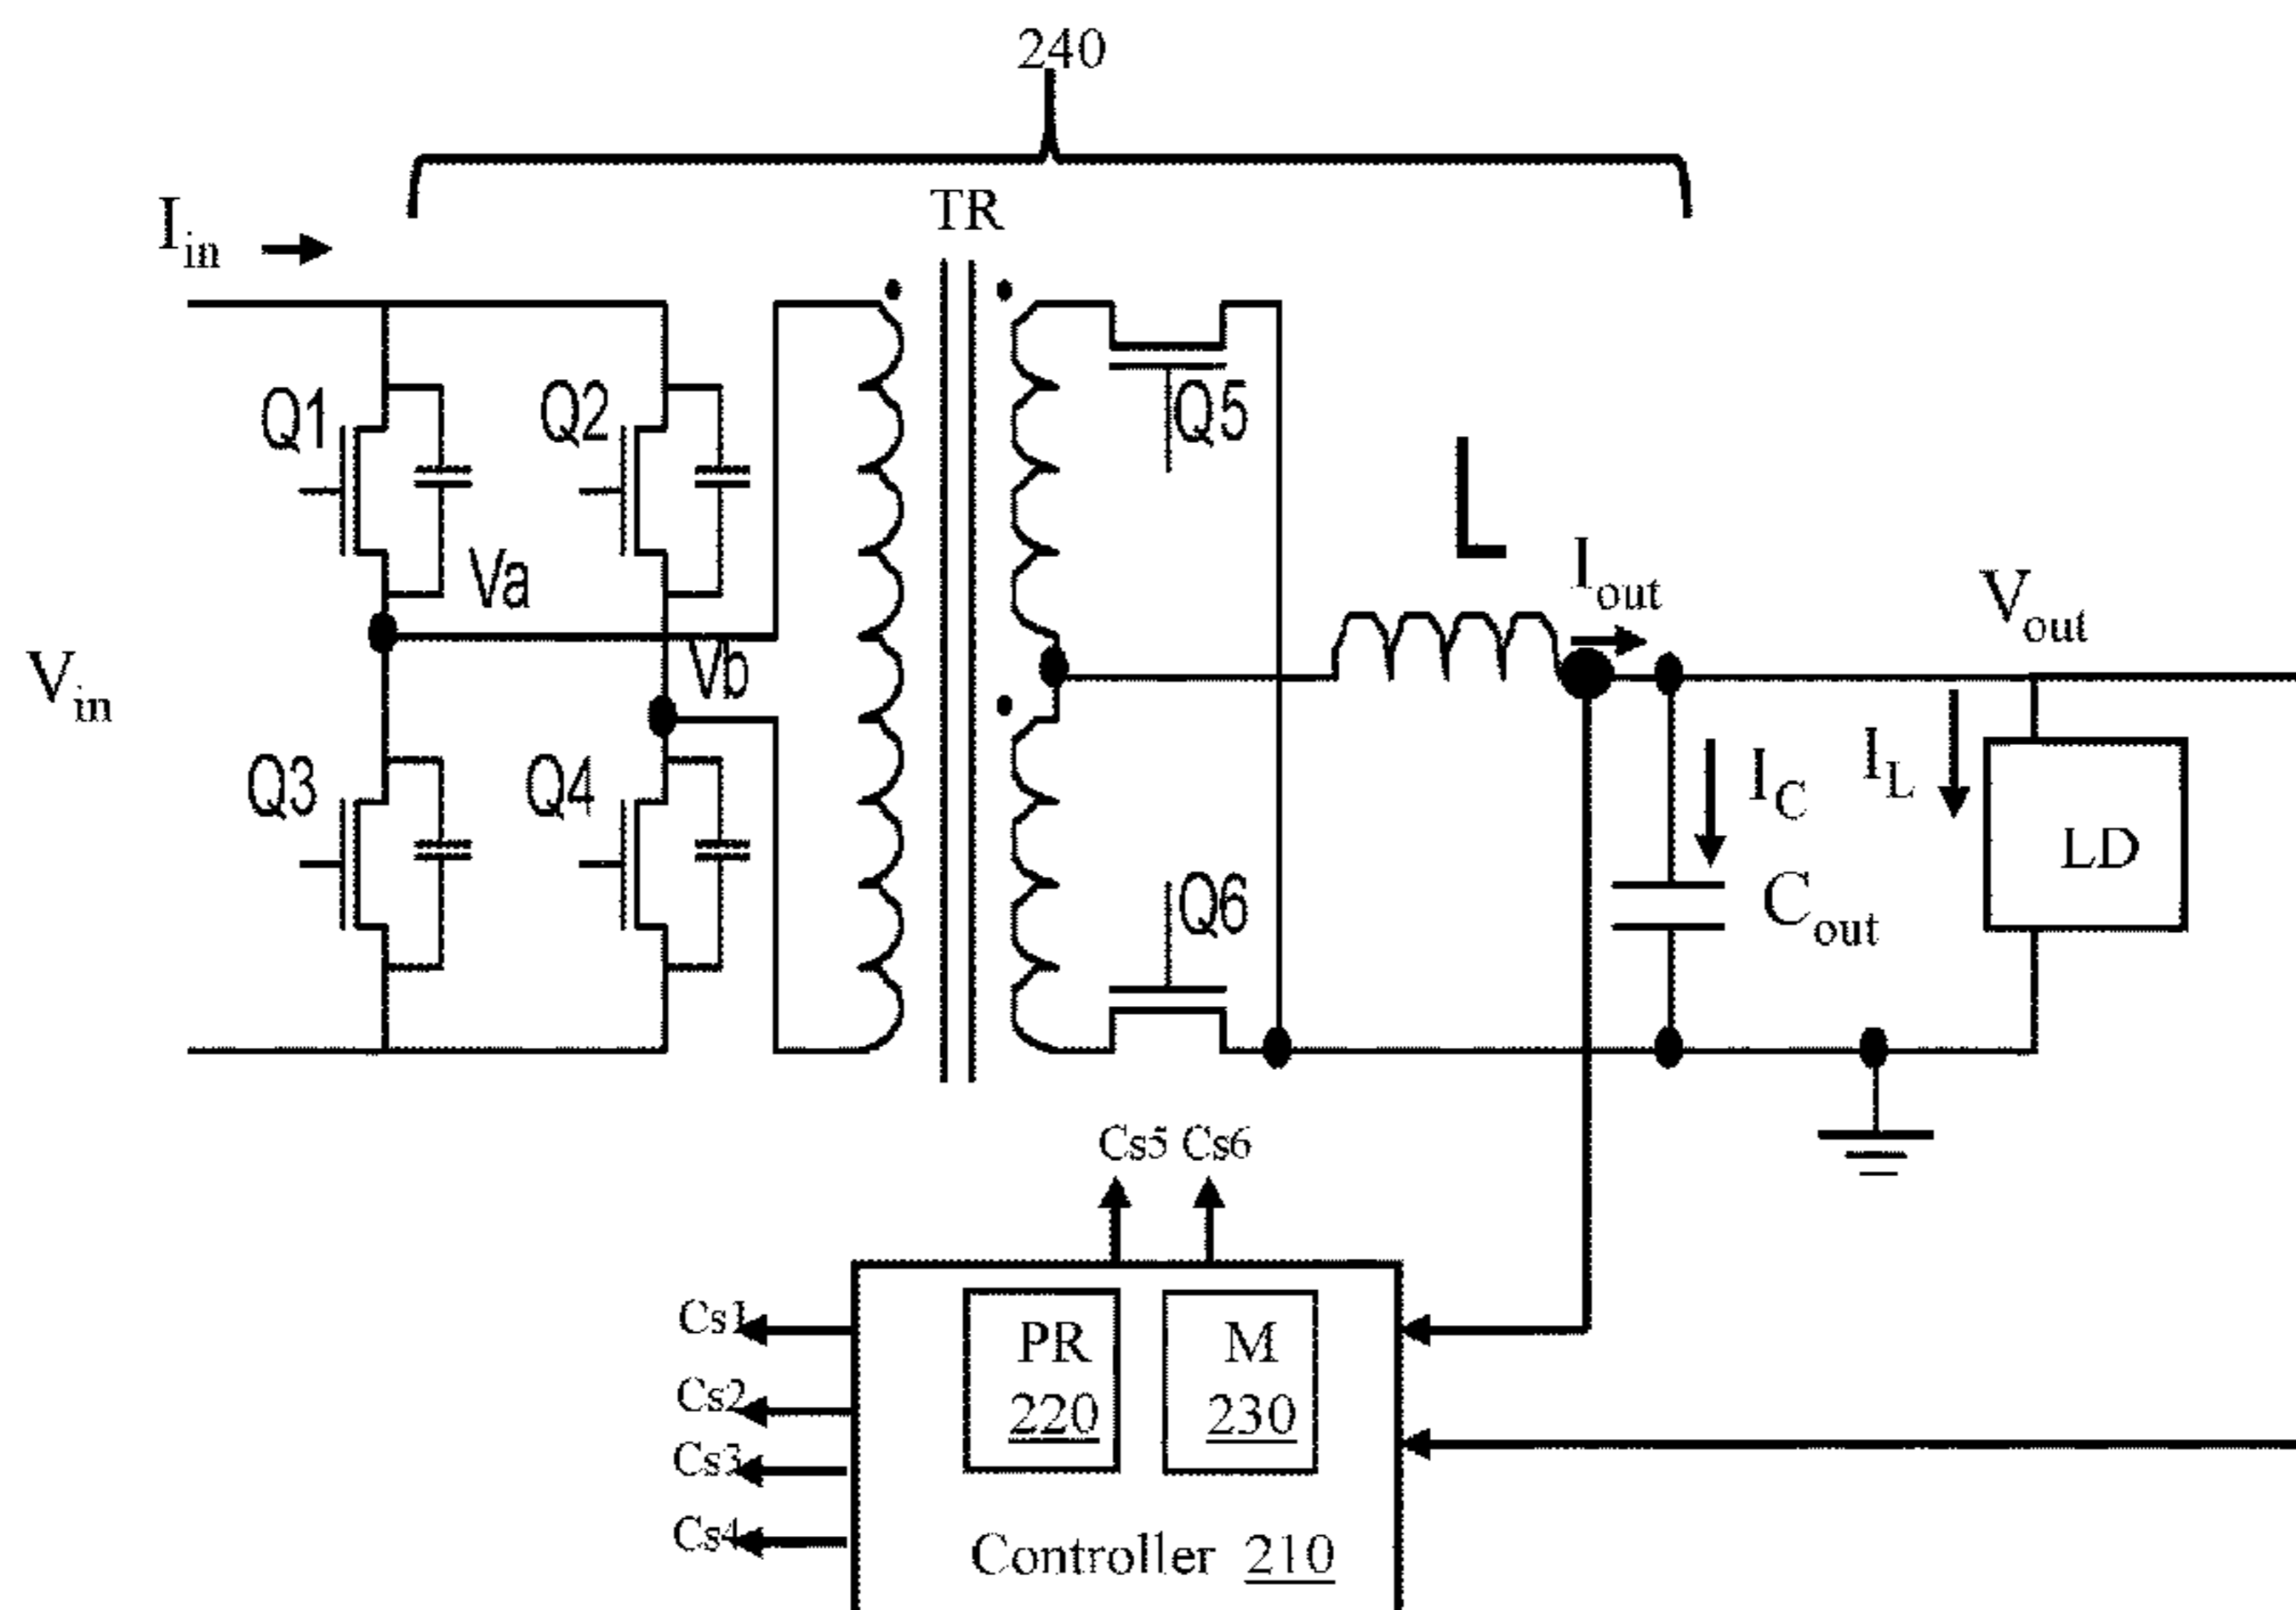 240
TR
Iin
Q1
Q2
Q5
L
Iout
Va
Vout
Vb
Vin
Q3
Q4
IC
IL
LD
Q6
Cout
Cs5 Cs6
Cs1
PR
M
Cs2
220
230
Cs3
Cs4
Controller 210